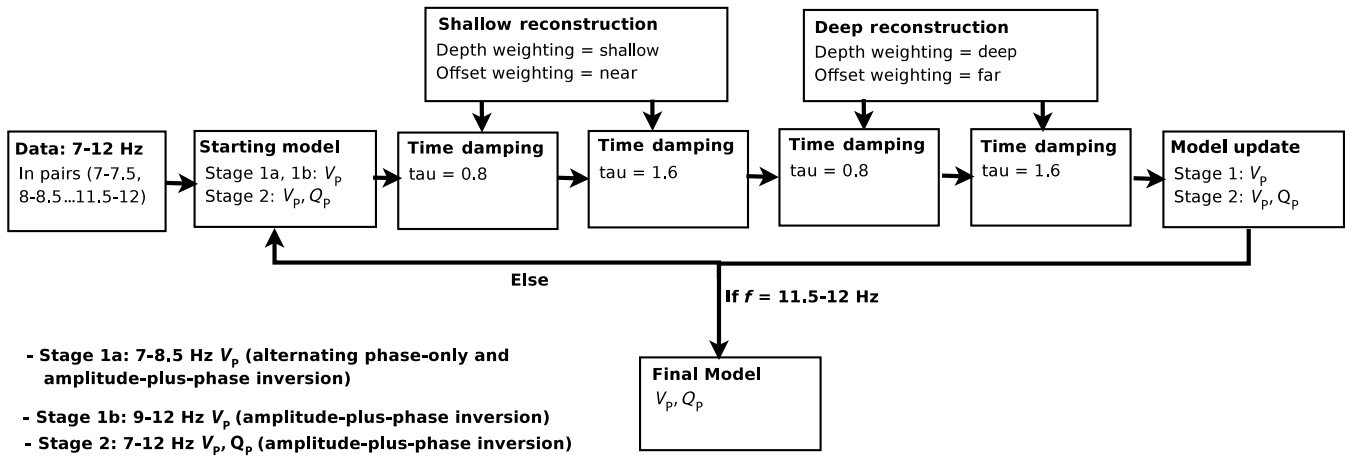 Shallow reconstruction
Depth weighting = shallow
Offset weighting = near
Deep reconstruction
Depth weighting = deep
Offset weighting = far
Data: 7-12 Hz
In pairs (7-7.5,
8-8.5...11.5-12)
Starting model
Stage 1a, 1b: VP
Stage 2: VP, QP
Time damping
tau = 0.8
Time damping
tau = 1.6
Time damping
tau = 0.8
Time damping
tau = 1.6
Model update
Stage 1: VP
Stage 2: VP, QP
Else
If f = 11.5-12 Hz
Final Model
VP, QP
- Stage 1a: 7-8.5 Hz VP (alternating phase-only and
amplitude-plus-phase inversion)
- Stage 1b: 9-12 Hz VP (amplitude-plus-phase inversion)
- Stage 2: 7-12 Hz VP, QP (amplitude-plus-phase inversion)